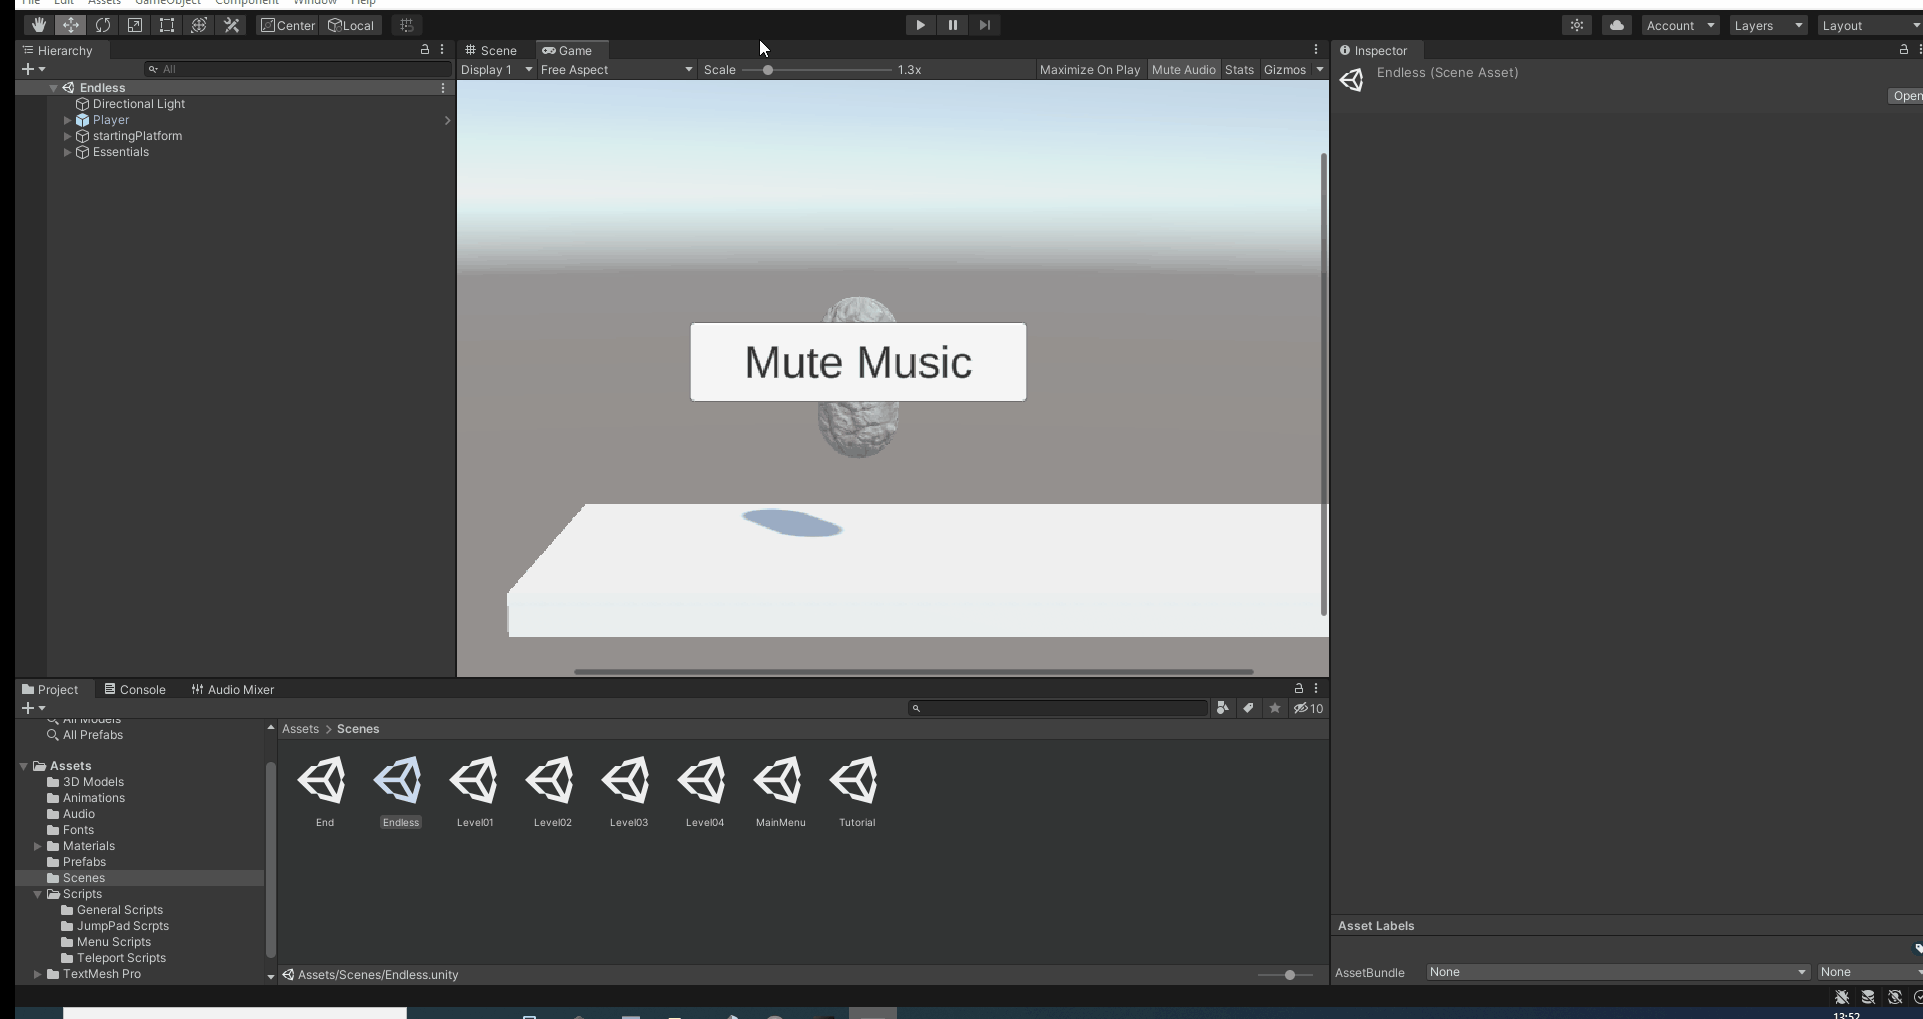 File Edit Assets GameObject Component Window Help
Center Local Account Layers Layout
Hierarchy
All
Endless
Directional Light
Player
startingPlatform
Essentials
Scene Game
Display 1 Free Aspect Scale 1.3x Maximize On Play Mute Audio Stats Gizmos
Mute Music
Inspector
Endless (Scene Asset)
Open
Project Console Audio Mixer
10
All Models
All Prefabs
Assets
3D Models
Animations
Audio
Fonts
Materials
Prefabs
Scenes
Scripts
General Scripts
JumpPad Scrpts
Menu Scripts
Teleport Scripts
TextMesh Pro
Assets > Scenes
End Endless Level01 Level02 Level03 Level04 MainMenu Tutorial
Assets/Scenes/Endless.unity
Asset Labels
AssetBundle None None
13:52